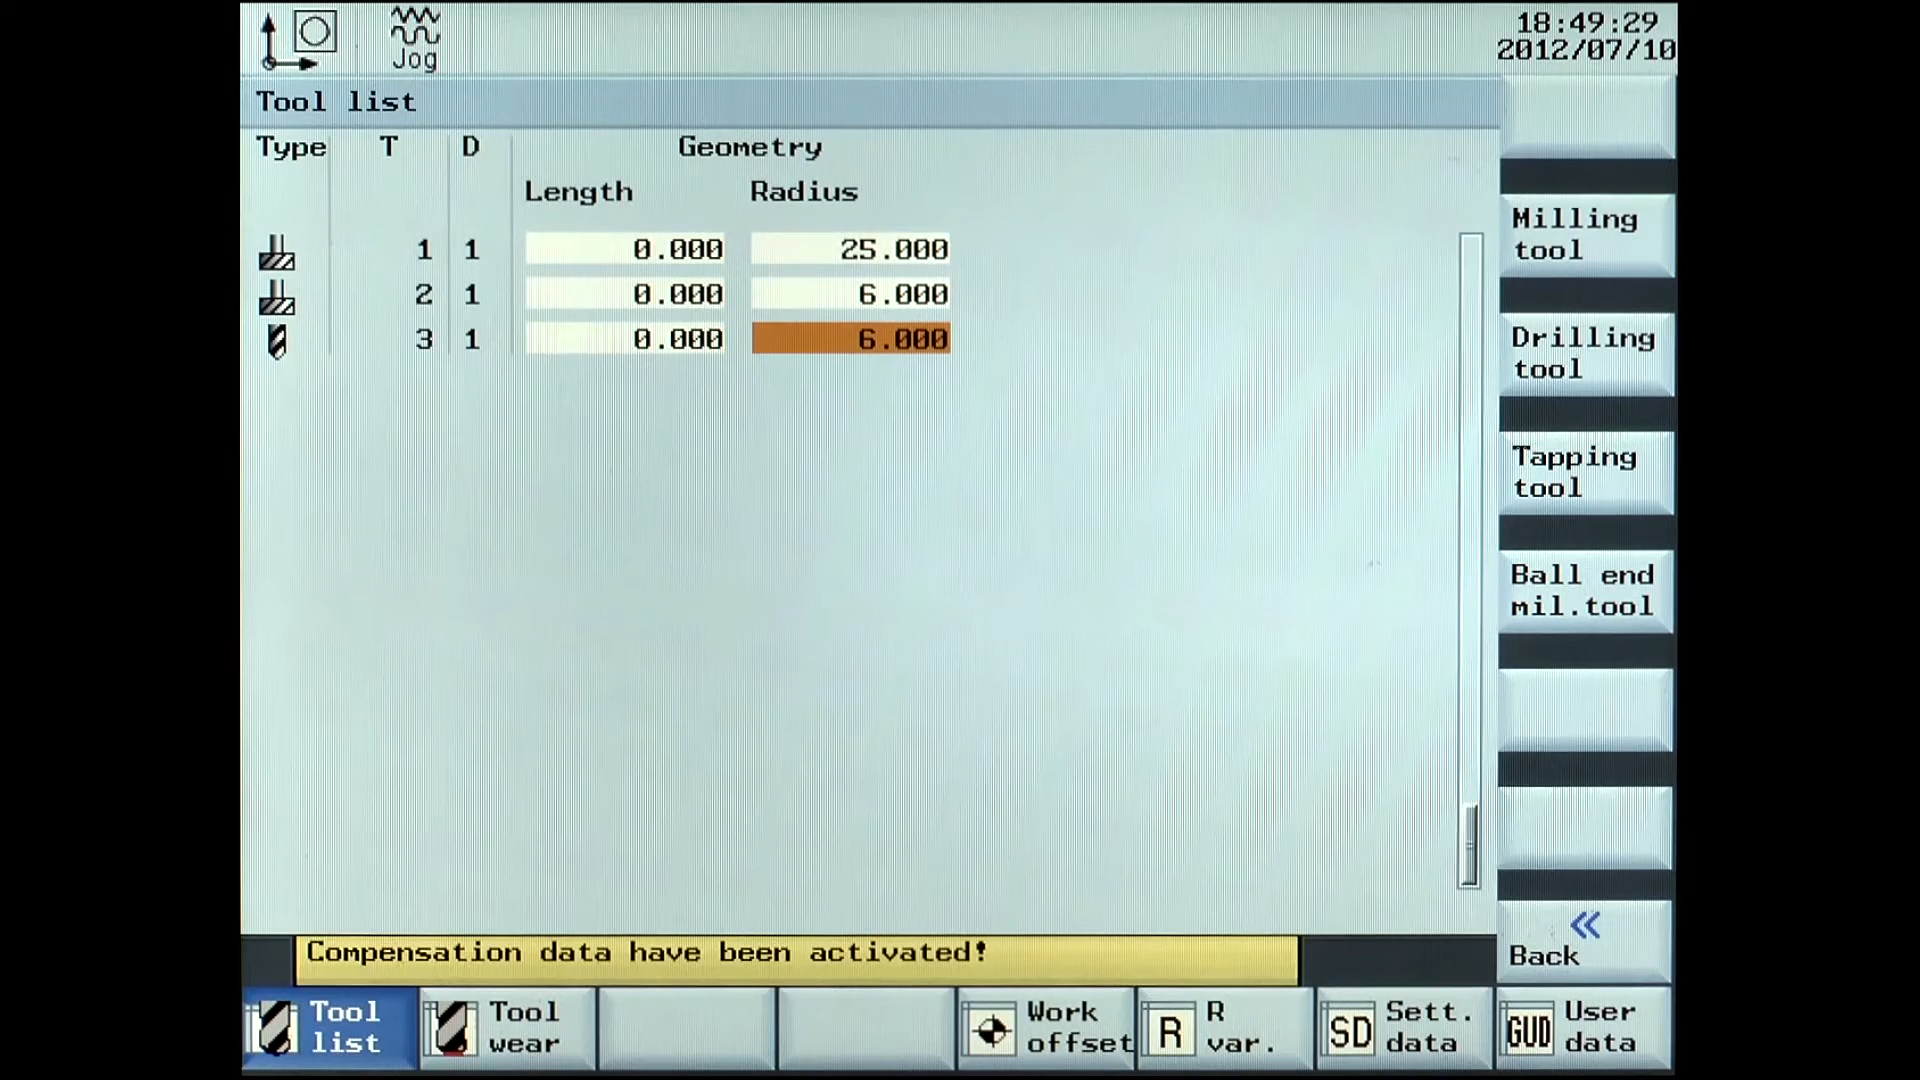 Jog
18:49:29
2012/07/10
Tool list
Type T D Geometry
Length Radius
1 1 0.000 25.000
2 1 0.000 6.000
3 1 0.000 6.000
Milling
tool
Drilling
tool
Tapping
tool
Ball end
mil.tool
«
Back
Compensation data have been activated!
Tool
list
Tool
wear
Work
offset
R
R
var.
SD
Sett.
data
GUD
User
data